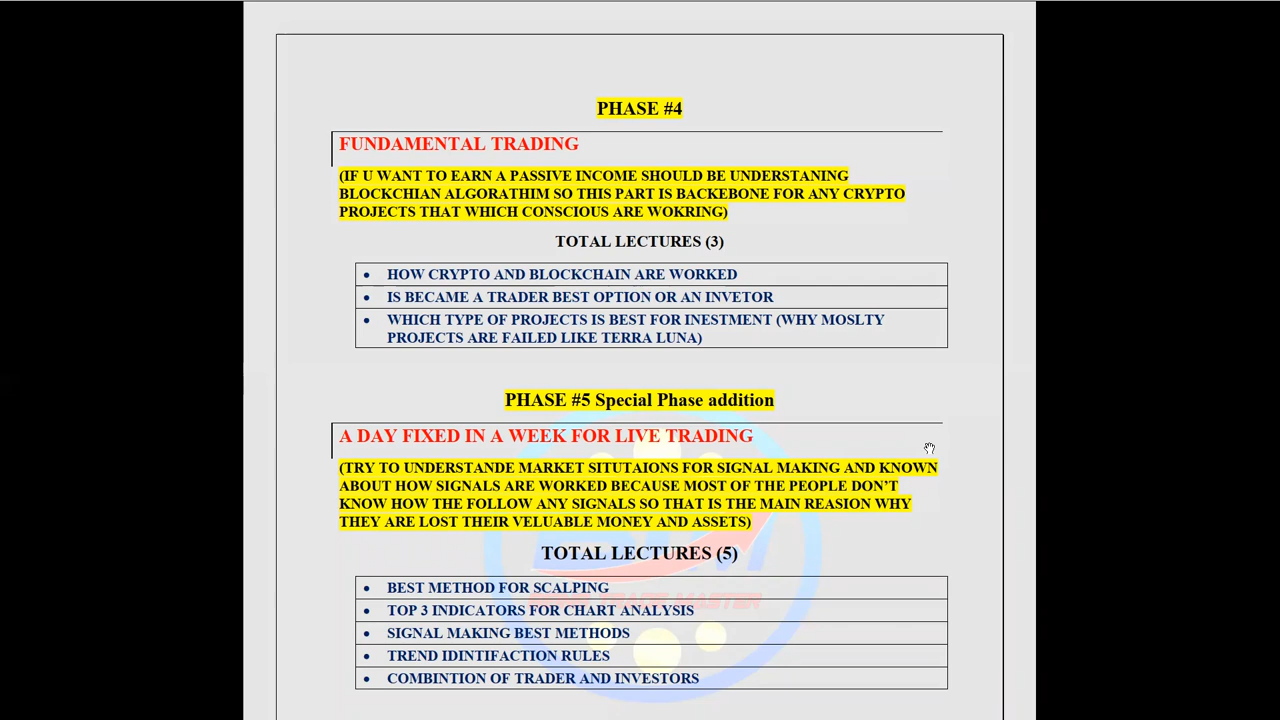 PHASE #4
FUNDAMENTAL TRADING
(IF U WANT TO EARN A PASSIVE INCOME SHOULD BE UNDERSTANING
BLOCKCHIAN ALGORATHIM SO THIS PART IS BACKEBONE FOR ANY CRYPTO
PROJECTS THAT WHICH CONSCIOUS ARE WOKRING)
TOTAL LECTURES (3)
• HOW CRYPTO AND BLOCKCHAIN ARE WORKED
• IS BECAME A TRADER BEST OPTION OR AN INVETOR
• WHICH TYPE OF PROJECTS IS BEST FOR INESTMENT (WHY MOSLTY
PROJECTS ARE FAILED LIKE TERRA LUNA)
PHASE #5 Special Phase addition
A DAY FIXED IN A WEEK FOR LIVE TRADING
(TRY TO UNDERSTANDE MARKET SITUTAIONS FOR SIGNAL MAKING AND KNOWN
ABOUT HOW SIGNALS ARE WORKED BECAUSE MOST OF THE PEOPLE DON'T
KNOW HOW THE FOLLOW ANY SIGNALS SO THAT IS THE MAIN REASION WHY
THEY ARE LOST THEIR VELUABLE MONEY AND ASSETS)
TOTAL LECTURES (5)
• BEST METHOD FOR SCALPING
• TOP 3 INDICATORS FOR CHART ANALYSIS
• SIGNAL MAKING BEST METHODS
• TREND IDINTIFACTION RULES
• COMBINTION OF TRADER AND INVESTORS